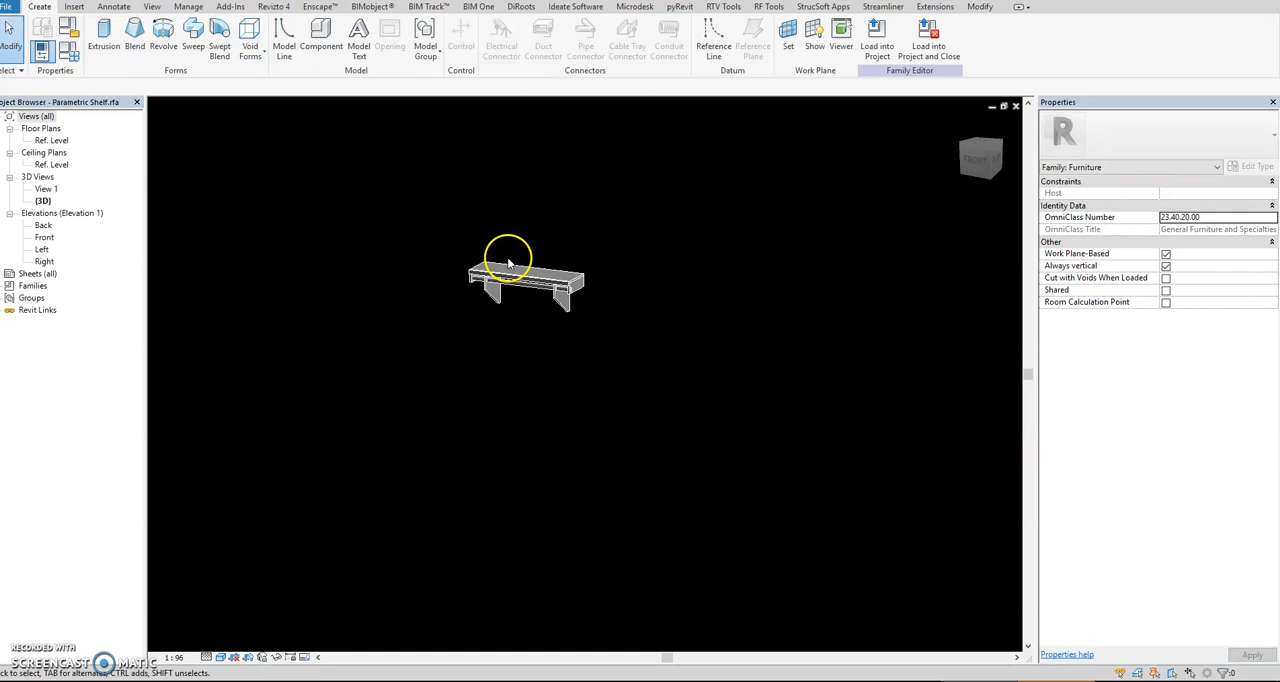 File Create Insert Annotate View Manage Add-Ins Revizto 4 Enscape™ BIMobject® BIM Track™ BIM One DiRoots Ideate Software Microdesk pyRevit RTV Tools RF Tools StrucSoft Apps Streamliner Extensions Modify
Modify Extrusion Blend Revolve Sweep Swept Blend Void Forms Model Line Component Model Text Opening Model Group Control Electrical Connector Duct Connector Pipe Connector Cable Tray Connector Conduit Connector Reference Line Reference Plane Set Show Viewer Load into Project Load into Project and Close
elect Properties Forms Model Control Connectors Datum Work Plane Family Editor
oject Browser - Parametric Shelf.rfa
Views (all)
Floor Plans
Ref. Level
Ceiling Plans
Ref. Level
3D Views
View 1
{3D}
Elevations (Elevation 1)
Back
Front
Left
Right
Sheets (all)
Families
Groups
Revit Links
FRONT
Properties
R
Family: Furniture Edit Type
Constraints
Host
Identity Data
OmniClass Number 23.40.20.00
OmniClass Title General Furniture and Specialties
Other
Work Plane-Based
Always vertical
Cut with Voids When Loaded
Shared
Room Calculation Point
Properties help Apply
1 : 96
RECORDED WITH
SCREENCAST MATIC
ck to select, TAB for alternates, CTRL adds, SHIFT unselects.
:0